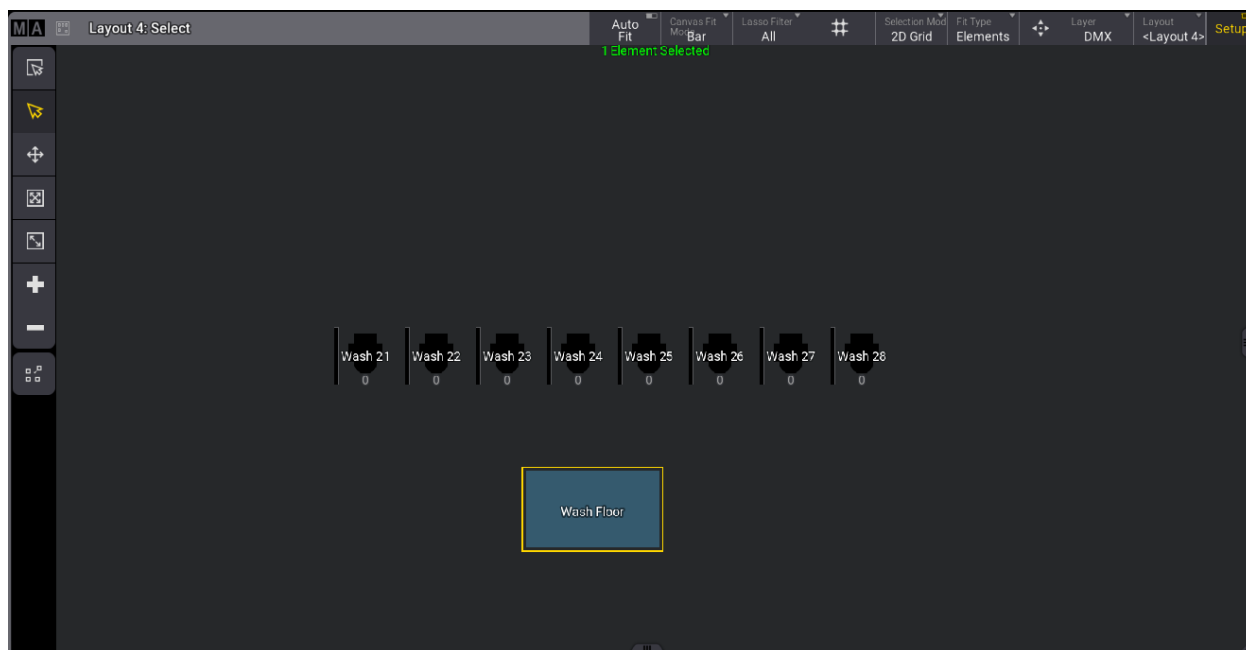 MA Layout 4: Select
Auto Fit
Canvas Fit Mode Bar
Lasso Filter All
Selection Mod 2D Grid
Fit Type Elements
Layer DMX
Layout <Layout 4>
Setup
1 Element Selected
Wash 21 Wash 22 Wash 23 Wash 24 Wash 25 Wash 26 Wash 27 Wash 28
0 0 0 0 0 0 0 0
Wash Floor